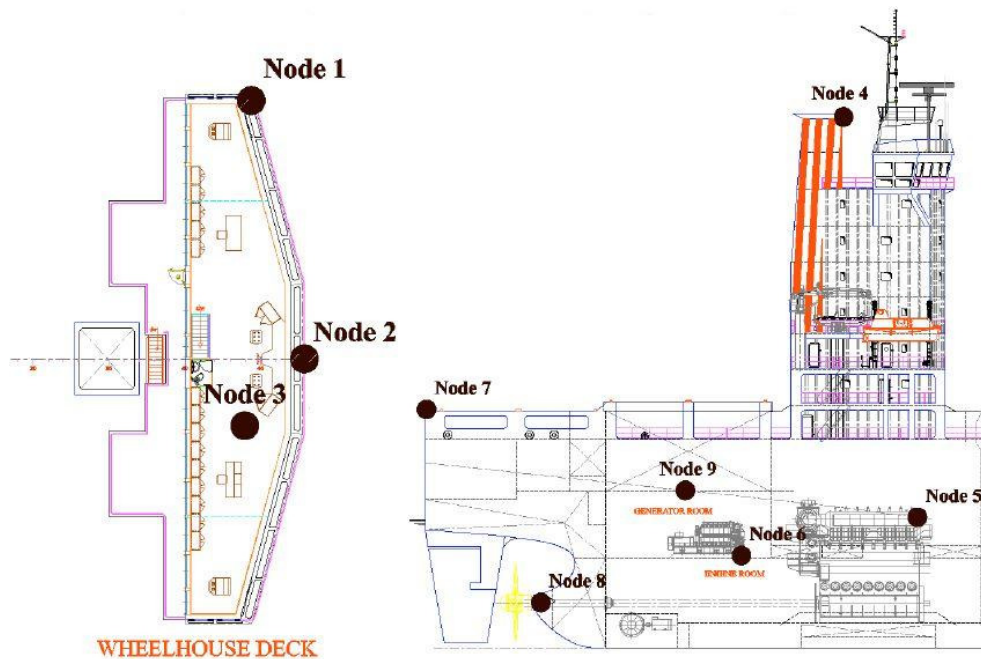 Node 1
Node 2
Node 3
WHEELHOUSE DECK
Node 4
Node 7
Node 9
GENERATOR ROOM
Node 5
Node 6
ENGINE ROOM
Node 8